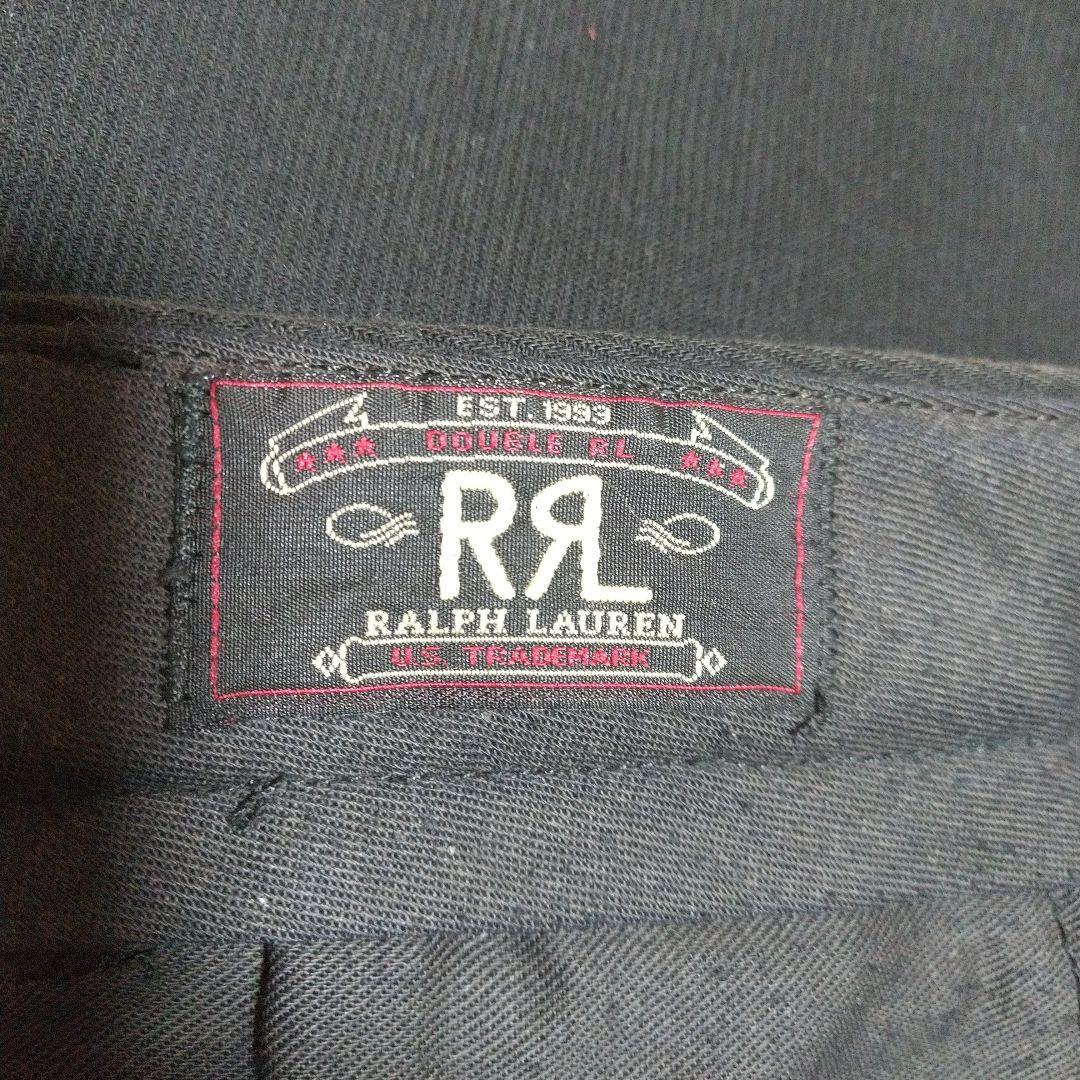 EST. 1993
★★★ DOUBLE RL ★★★
RRL
RALPH LAUREN
U.S. TRADEMARK